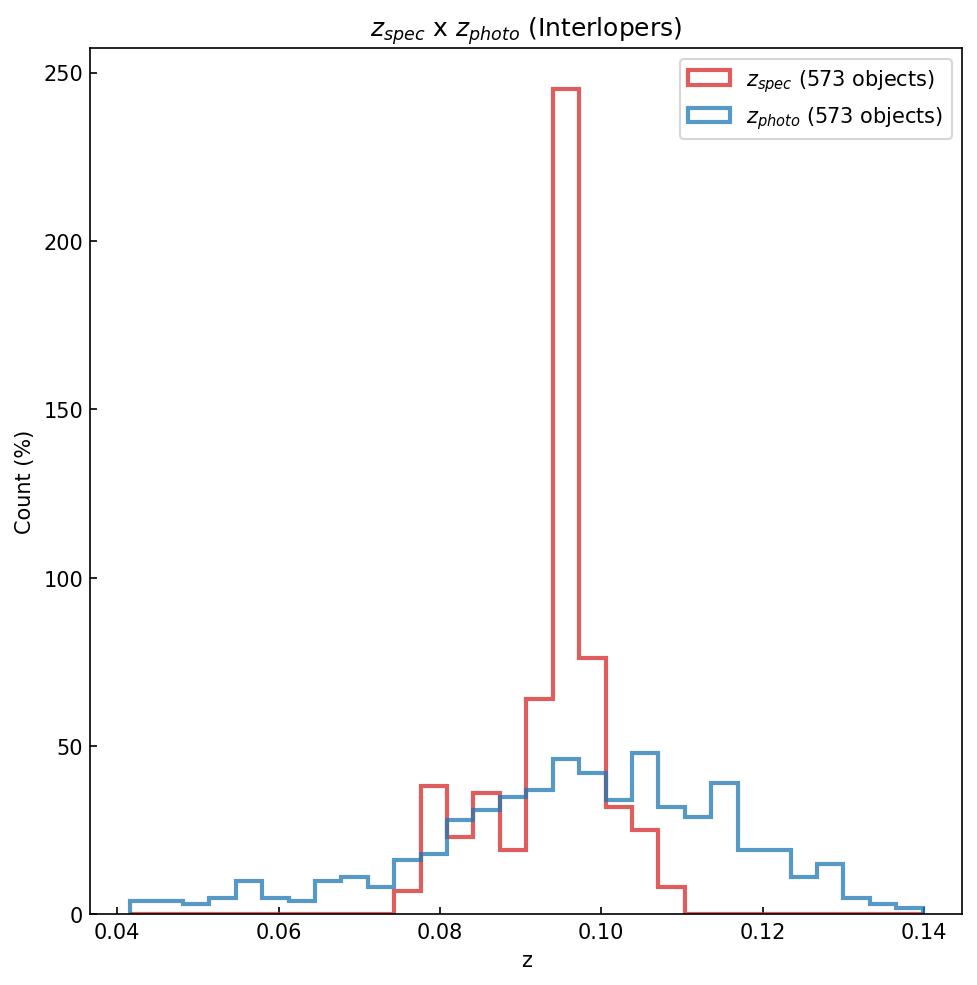 z_spec x z_photo (Interlopers)
z_spec (573 objects)
z_photo (573 objects)
Count (%)
250
200
150
100
50
0
0.04 0.06 0.08 0.10 0.12 0.14
z